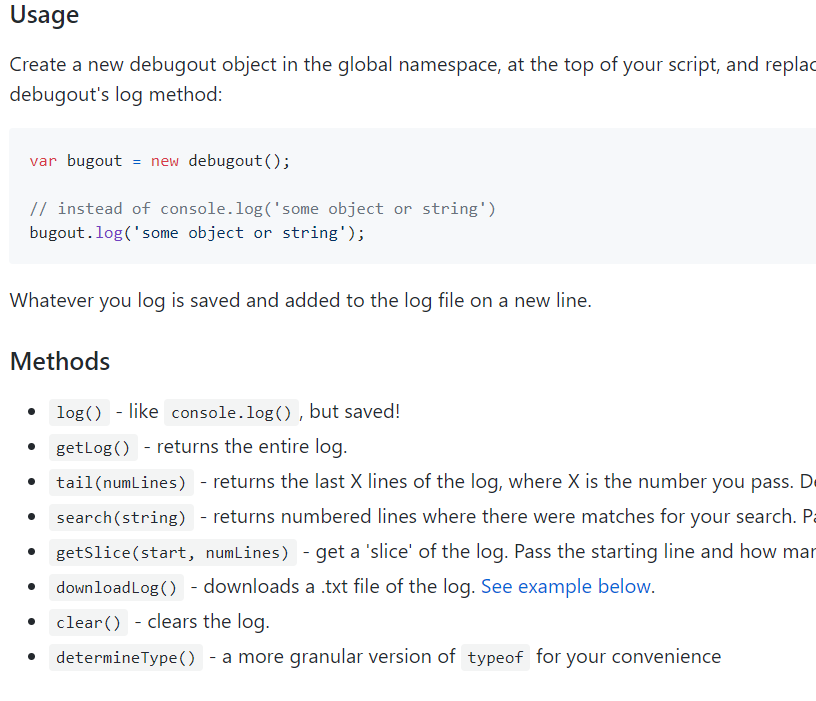 Usage
Create a new debugout object in the global namespace, at the top of your script, and
debugout's log method:
var bugout = new debugout();
// instead of console.log('some object or string')
bugout.log('some object or string');
Whatever you log is saved and added to the log file on a new line.
Methods
log() - like console.log(), but saved!
getLog() - returns the entire log.
tail(numLines) - returns the last X lines of the log, where X is the number you pass.
search(string) - returns numbered lines where there were matches for your search.
getSlice(start, numLines) - get a 'slice' of the log. Pass the starting line and how
downloadLog() - downloads a .txt file of the log. See example below.
clear() - clears the log.
determineType() - a more granular version of typeof for your convenience